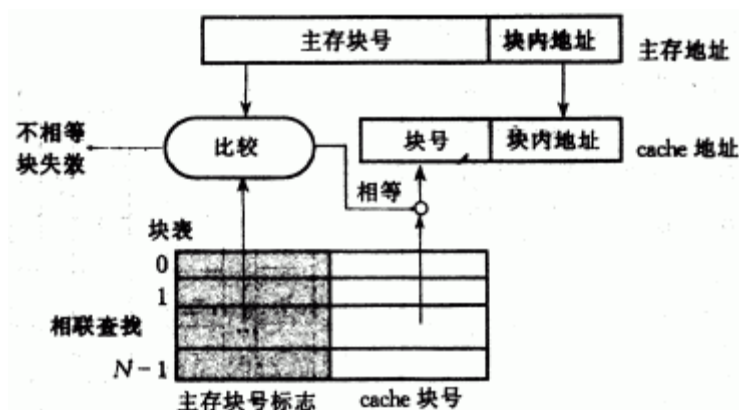 主存块号 块内地址 主存地址
不相等
块失效
比较
块号 块内地址 cache 地址
相等
块表
0
1
相联查找
...
N-1
主存块号标志 cache 块号